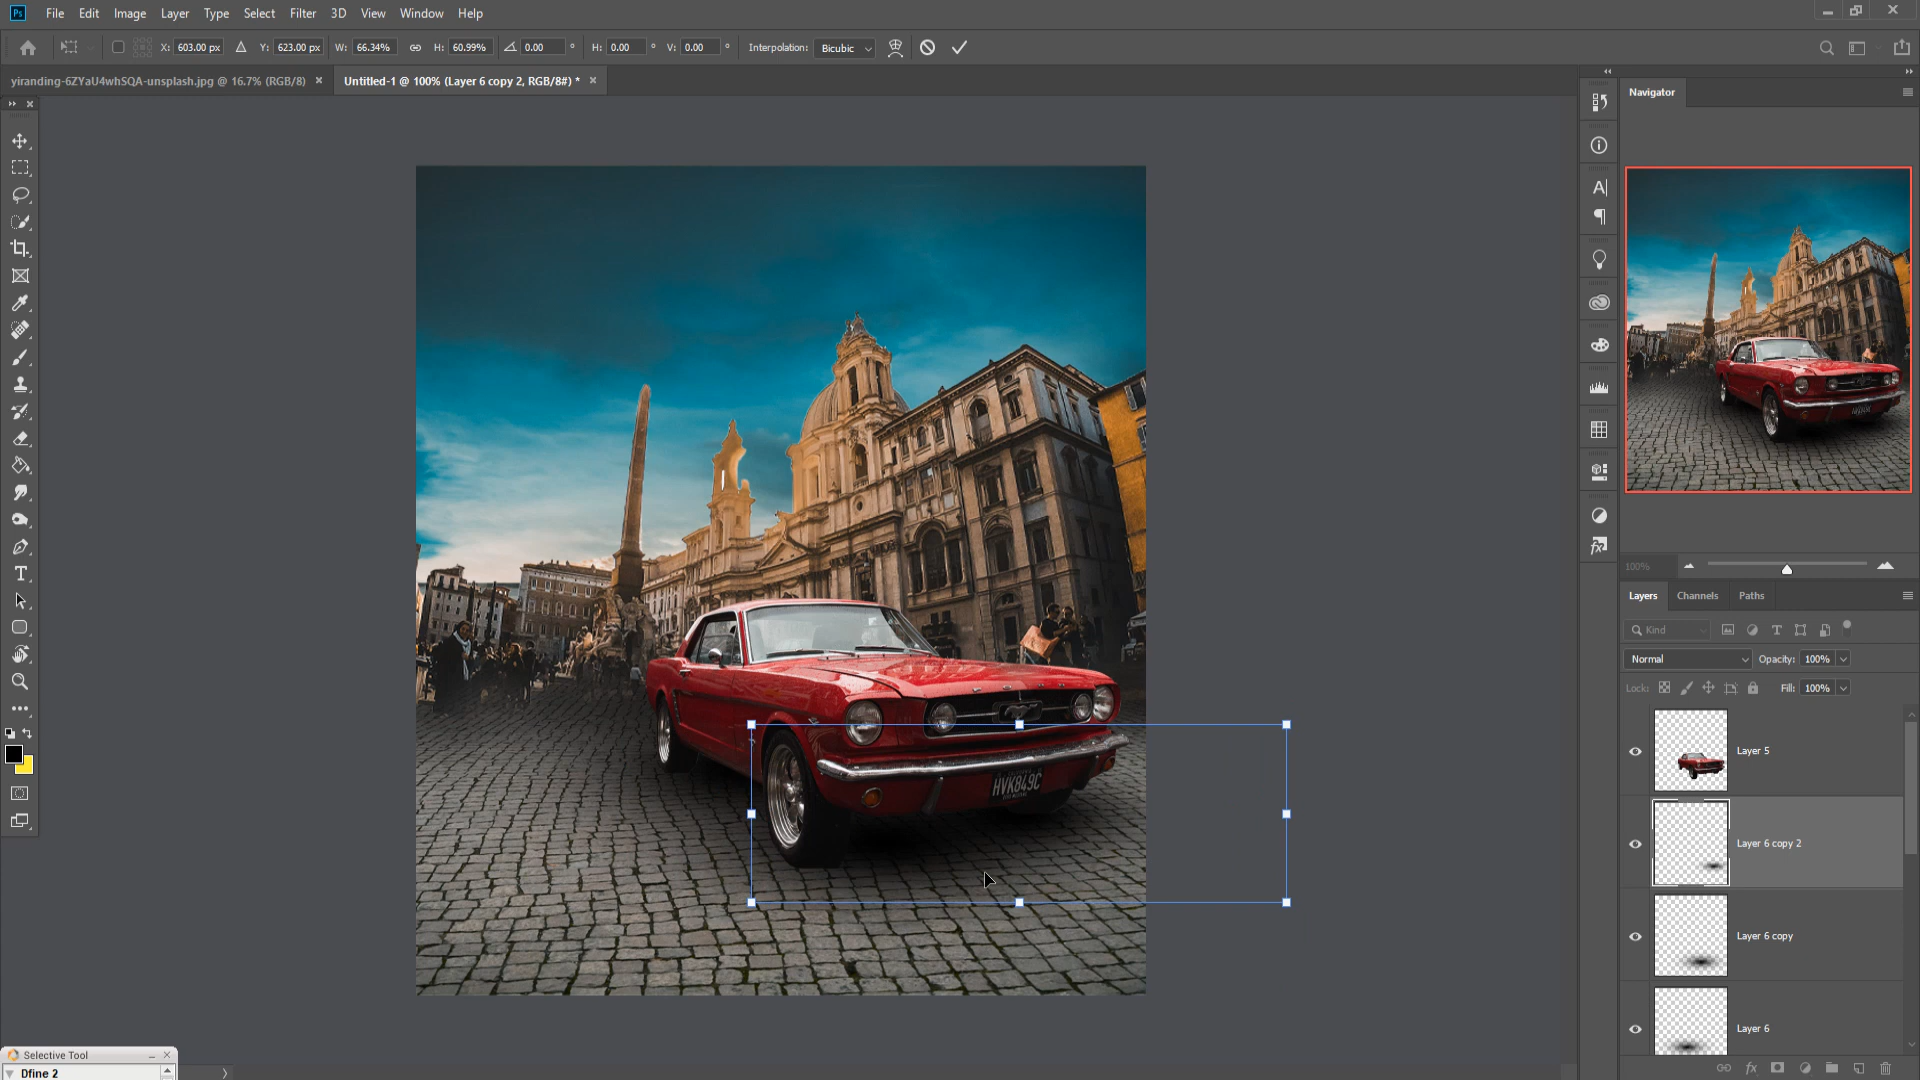 Ps File Edit Image Layer Type Select Filter 3D View Window Help
X: 603.00 px Y: 623.00 px W: 66.34% H: 60.99% 0.00 ° H: 0.00 ° V: 0.00 ° Interpolation: Bicubic
yiranding-6ZYaU4whSQA-unsplash.jpg @ 16.7% (RGB/8) × Untitled-1 @ 100% (Layer 6 copy 2, RGB/8#) * ×
Navigator
HVK849C
100%
Layers Channels Paths
Kind
Normal Opacity: 100%
Lock: Fill: 100%
Layer 5
Layer 6 copy 2
Layer 6 copy
Layer 6
fx
Selective Tool
Dfine 2